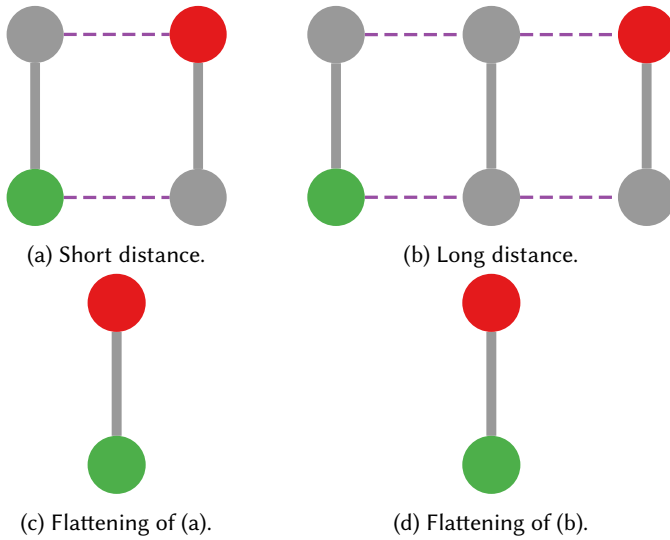 (a) Short distance.
(b) Long distance.
(c) Flattening of (a).
(d) Flattening of (b).